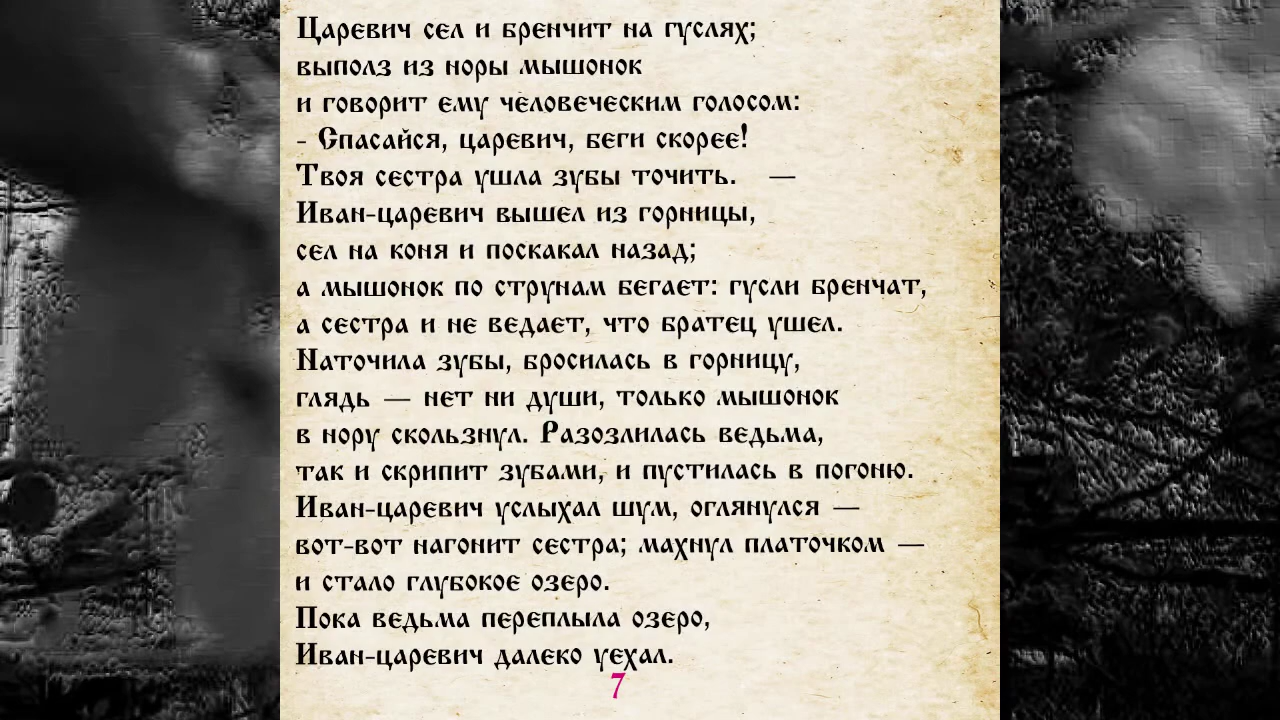 Царевич сел и бренчит на гуслях;
выполз из норы мышонок
и говорит ему человеческим голосом:
- Спасайся, царевич, беги скорее!
Твоя сестра ушла зубы точить. —
Иван-царевич вышел из горницы,
сел на коня и поскакал назад;
а мышонок по струнам бегает: гусли бренчат,
а сестра и не ведает, что братец ушел.
Наточила зубы, бросилась в горницу,
глядь — нет ни души, только мышонок
в нору скользнул. Разозлилась ведьма,
так и скрипит зубами, и пустилась в погоню.
Иван-царевич услыхал шум, оглянулся —
вот-вот нагонит сестра; махнул платочком —
и стало глубокое озеро.
Пока ведьма переплыла озеро,
Иван-царевич далеко уехал.
7